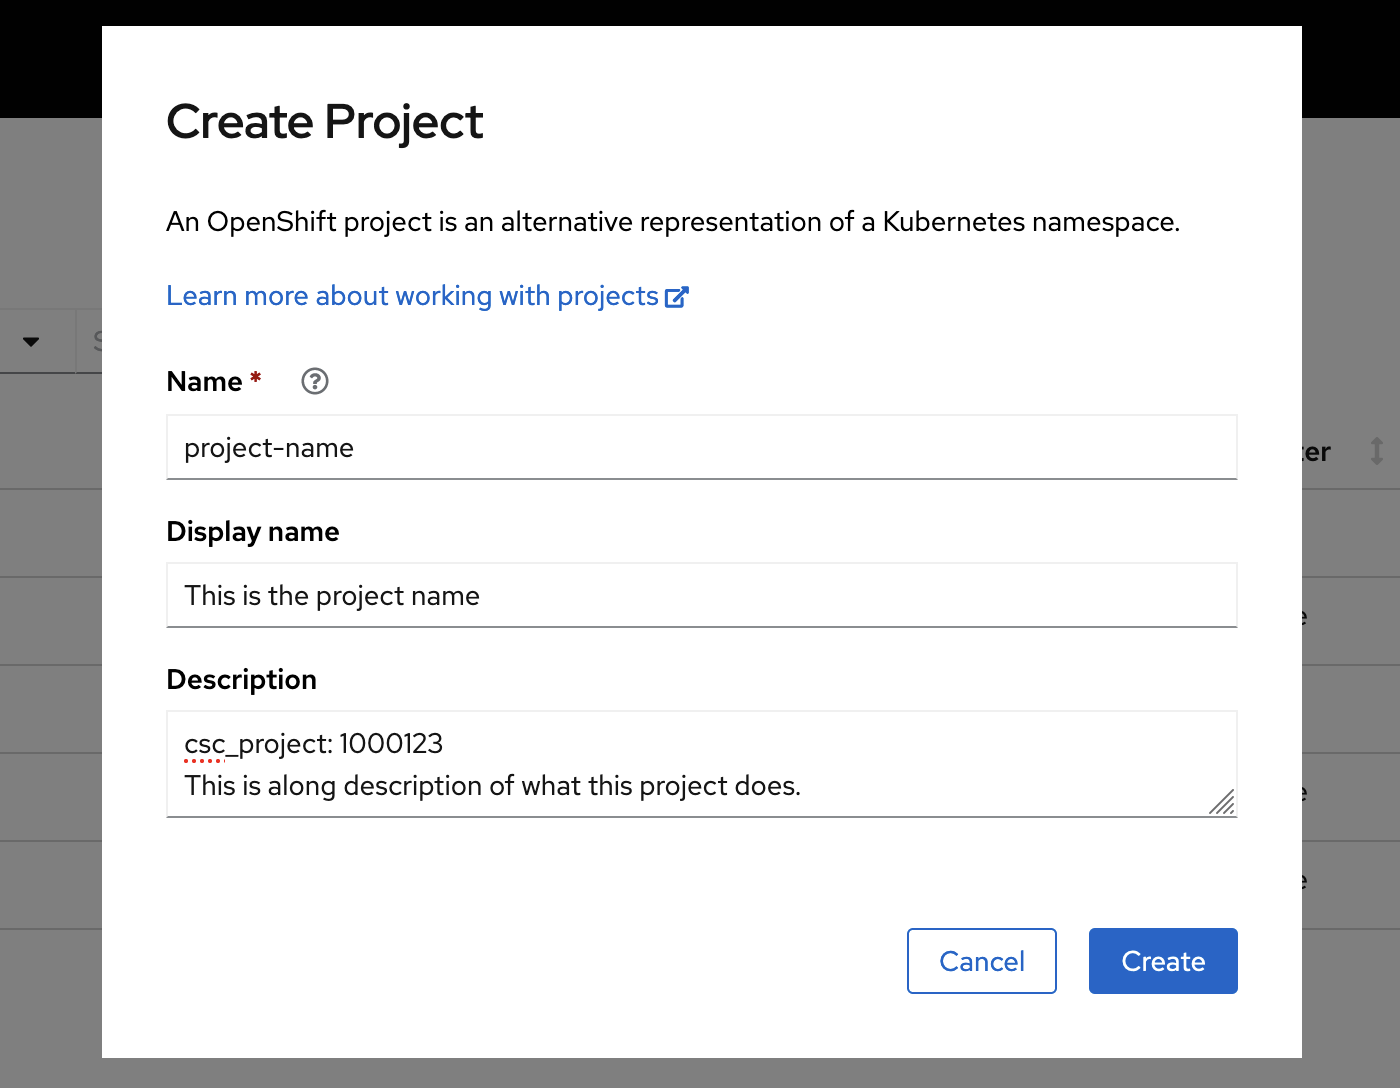 Create Project
An OpenShift project is an alternative representation of a Kubernetes namespace.
Learn more about working with projects
Name *
project-name
Display name
This is the project name
Description
csc_project: 1000123
This is along description of what this project does.
Cancel
Create